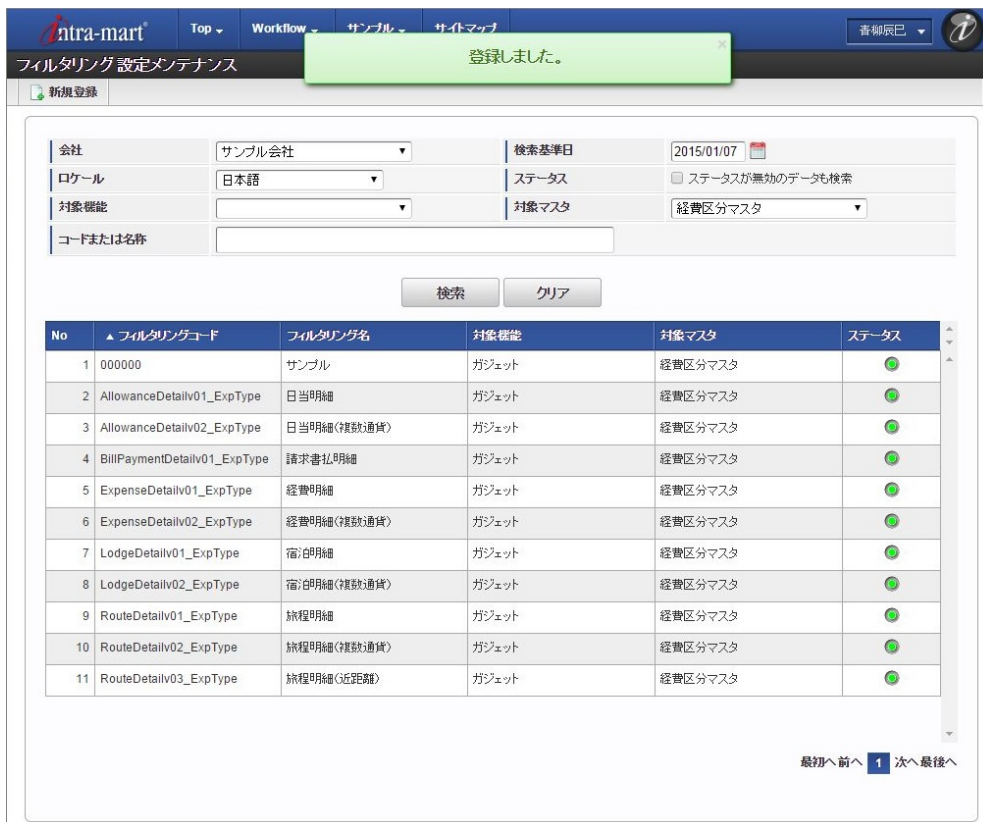 intra-mart® Top Workflow サンプル サイトマップ 青柳辰巳
登録しました。
フィルタリング設定メンテナンス
新規登録
会社 サンプル会社 検索基準日 2015/01/07
ロケール 日本語 ステータス ステータスが無効のデータも検索
対象機能 対象マスタ 経費区分マスタ
コードまたは名称
検索 クリア
No ▲ フィルタリングコード フィルタリング名 対象機能 対象マスタ ステータス
1 000000 サンプル ガジェット 経費区分マスタ
2 AllowanceDetailv01_ExpType 日当明細 ガジェット 経費区分マスタ
3 AllowanceDetailv02_ExpType 日当明細(複数通貨) ガジェット 経費区分マスタ
4 BillPaymentDetailv01_ExpType 請求書払明細 ガジェット 経費区分マスタ
5 ExpenseDetailv01_ExpType 経費明細 ガジェット 経費区分マスタ
6 ExpenseDetailv02_ExpType 経費明細(複数通貨) ガジェット 経費区分マスタ
7 LodgeDetailv01_ExpType 宿泊明細 ガジェット 経費区分マスタ
8 LodgeDetailv02_ExpType 宿泊明細(複数通貨) ガジェット 経費区分マスタ
9 RouteDetailv01_ExpType 旅程明細 ガジェット 経費区分マスタ
10 RouteDetailv02_ExpType 旅程明細(複数通貨) ガジェット 経費区分マスタ
11 RouteDetailv03_ExpType 旅程明細(近距離) ガジェット 経費区分マスタ
最初へ 前へ 1 次へ 最後へ